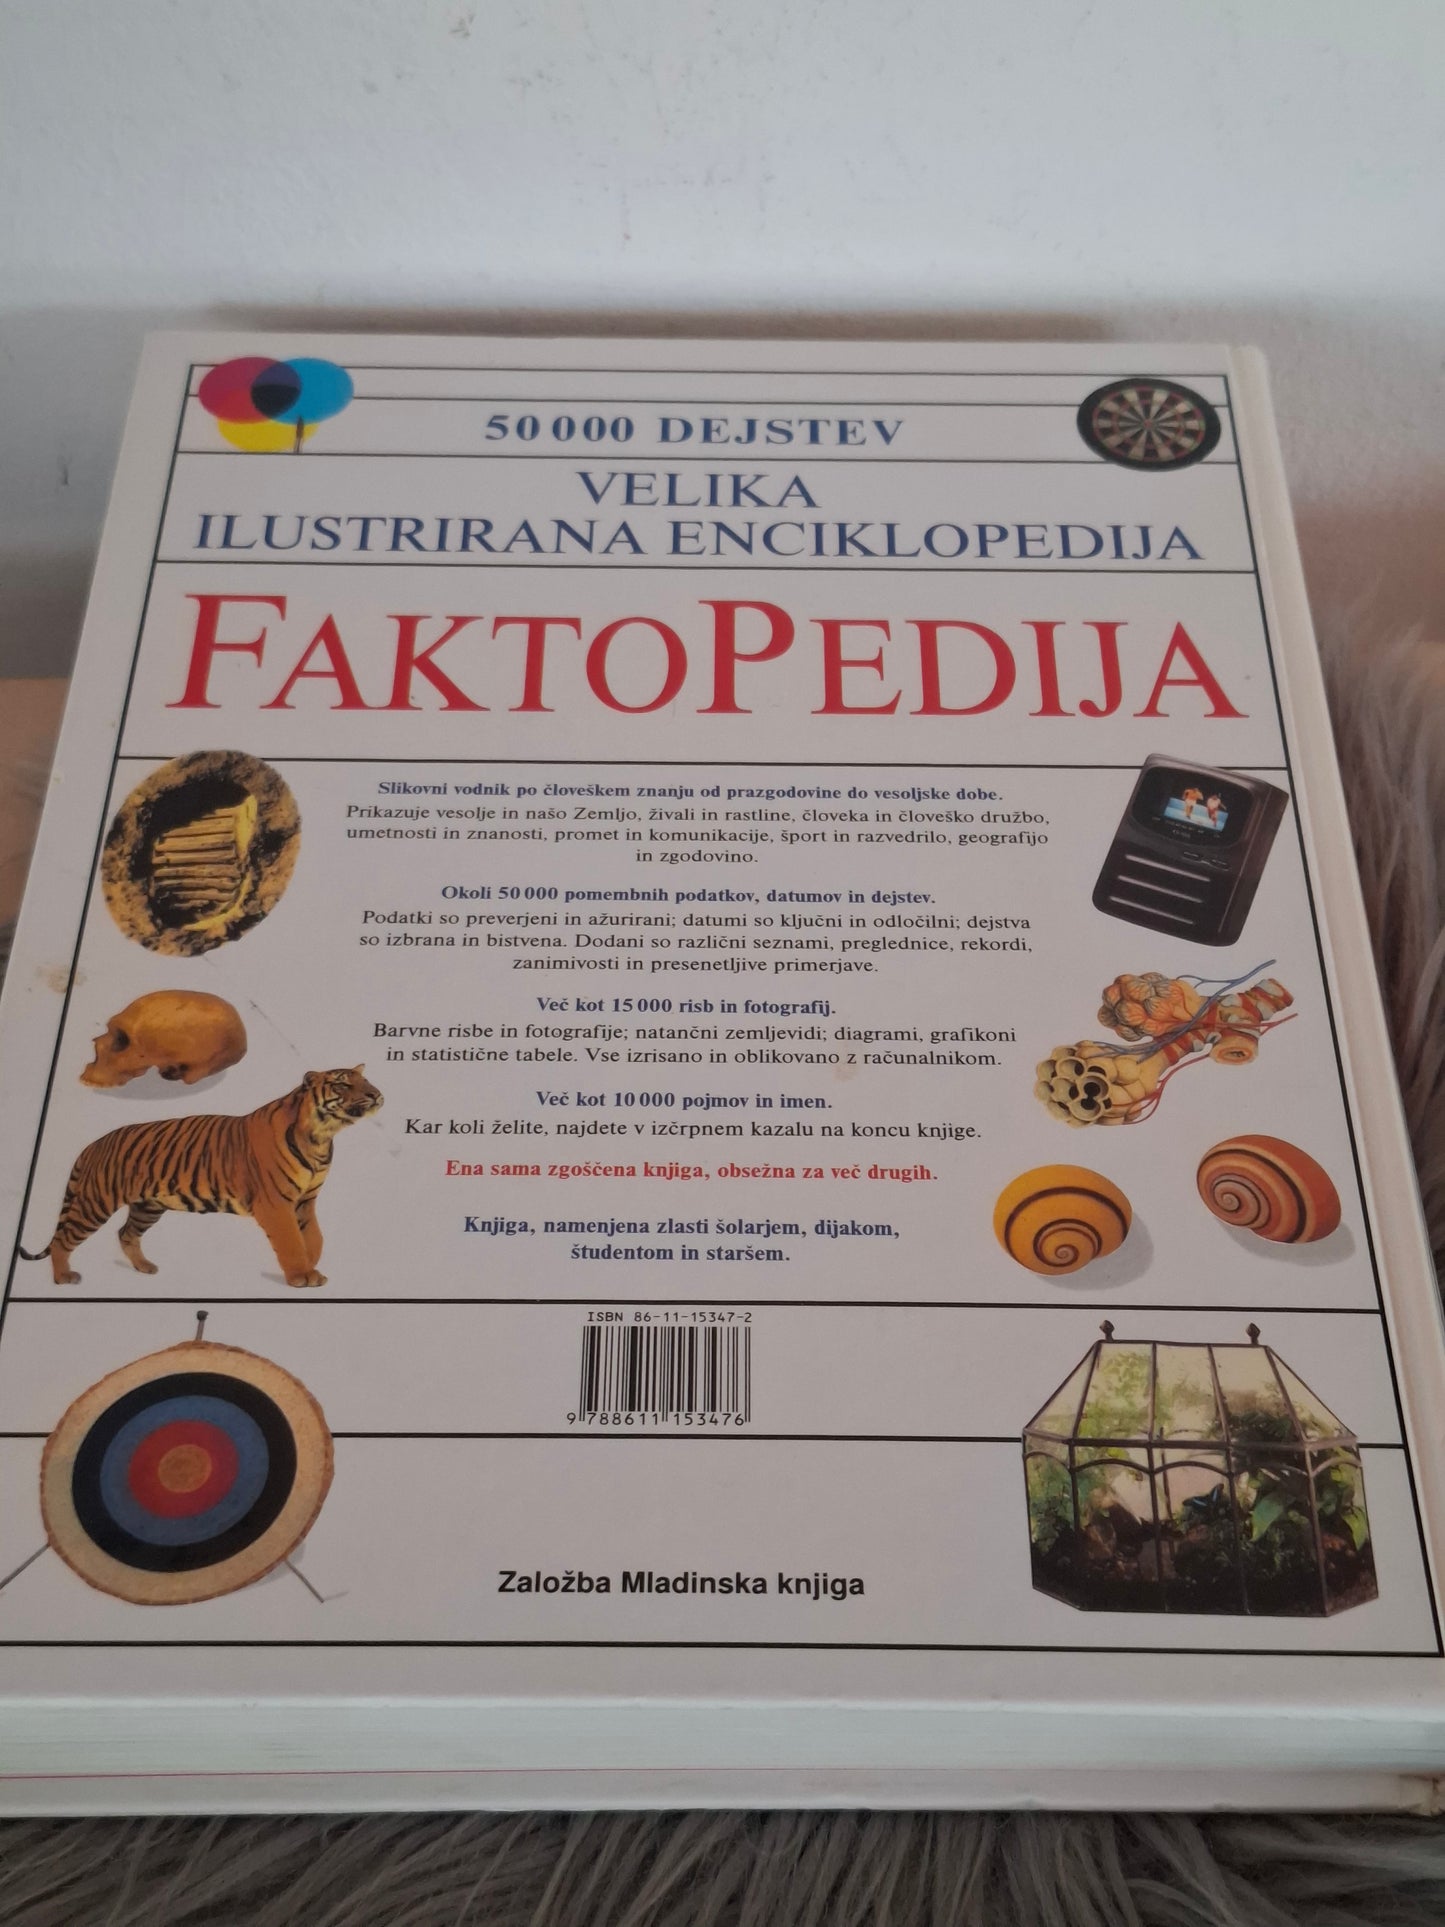 50 000 DEJSTEV
VELIKA
ILUSTRIRANA ENCIKLOPEDIJA
FAKTOPEDIJA
Slikovni vodnik po človeškem znanju od prazgodovine do vesoljske dobe.
Prikazuje vesolje in našo Zemljo, živali in rastline, človeka in človeško družbo,
umetnosti in znanosti, promet in komunikacije, šport in razvedrilo, geografijo
in zgodovino.
Okoli 50 000 pomembnih podatkov, datumov in dejstev.
Podatki so preverjeni in ažurirani; datumi so ključni in odločilni; dejstva
so izbrana in bistvena. Dodani so različni seznami, preglednice, rekordi,
zanimivosti in presenetljive primerjave.
Več kot 15 000 risb in fotografij.
Barvne risbe in fotografije; natančni zemljevidi; diagrami, grafikoni
in statistične tabele. Vse izrisano in oblikovano z računalnikom.
Več kot 10 000 pojmov in imen.
Kar koli želite, najdete v izčrpnem kazalu na koncu knjige.
Ena sama zgoščena knjiga, obsežna za več drugih.
Knjiga, namenjena zlasti šolarjem, dijakom,
študentom in staršem.
ISBN 86-11-15347-2
9 788611 153476
Založba Mladinska knjiga